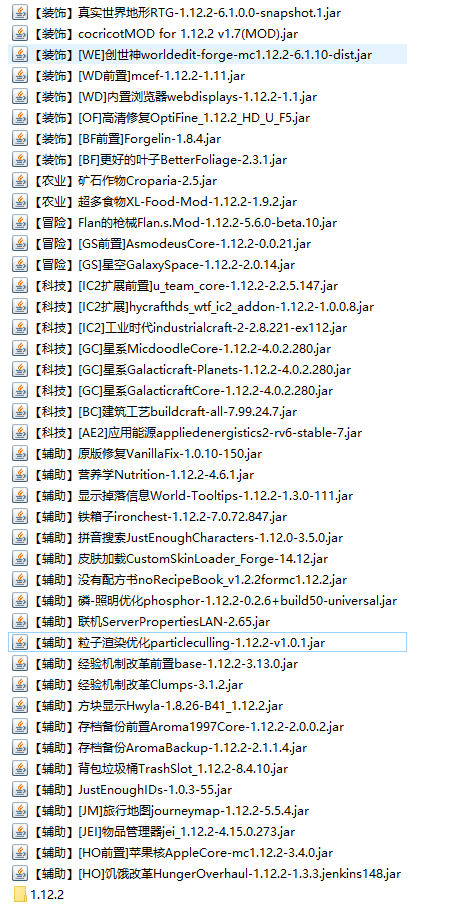 【装饰】真实世界地形RTG-1.12.2-6.1.0.0-snapshot.1.jar
【装饰】cocricotMOD for 1.12.2 v1.7(MOD).jar
【装饰】[WE]创世神worldedit-forge-mc1.12.2-6.1.10-dist.jar
【装饰】[WD前置]mcef-1.12.2-1.11.jar
【装饰】[WD]内置浏览器webdisplays-1.12.2-1.1.jar
【装饰】[OF]高清修复OptiFine_1.12.2_HD_U_F5.jar
【装饰】[BF前置]Forgelin-1.8.4.jar
【装饰】[BF]更好的叶子BetterFoliage-2.3.1.jar
【农业】矿石作物Croparia-2.5.jar
【农业】超多食物XL-Food-Mod-1.12.2-1.9.2.jar
【冒险】Flan的枪械Flan.s.Mod-1.12.2-5.6.0-beta.10.jar
【冒险】[GS前置]AsmodeusCore-1.12.2-0.0.21.jar
【冒险】[GS]星空GalaxySpace-1.12.2-2.0.14.jar
【科技】[IC2扩展前置]u_team_core-1.12.2-2.2.5.147.jar
【科技】[IC2扩展]hycrafthds_wtf_ic2_addon-1.12.2-1.0.0.8.jar
【科技】[IC2]工业时代industrialcraft-2-2.8.221-ex112.jar
【科技】[GC]星系MicdoodleCore-1.12.2-4.0.2.280.jar
【科技】[GC]星系Galacticraft-Planets-1.12.2-4.0.2.280.jar
【科技】[GC]星系GalacticraftCore-1.12.2-4.0.2.280.jar
【科技】[BC]建筑工艺buildcraft-all-7.99.24.7.jar
【科技】[AE2]应用能源appliedenergistics2-rv6-stable-7.jar
【辅助】原版修复VanillaFix-1.0.10-150.jar
【辅助】营养学Nutrition-1.12.2-4.6.1.jar
【辅助】显示掉落信息World-Tooltips-1.12.2-1.3.0-111.jar
【辅助】铁箱子ironchest-1.12.2-7.0.72.847.jar
【辅助】拼音搜索JustEnoughCharacters-1.12.0-3.5.0.jar
【辅助】皮肤加载CustomSkinLoader_Forge-14.12.jar
【辅助】没有配方书noRecipeBook_v1.2.2formc1.12.2.jar
【辅助】磷-照明优化phosphor-1.12.2-0.2.6+build50-universal.jar
【辅助】联机ServerPropertiesLAN-2.65.jar
【辅助】粒子渲染优化particleculling-1.12.2-v1.0.1.jar
【辅助】经验机制改革前置base-1.12.2-3.13.0.jar
【辅助】经验机制改革Clumps-3.1.2.jar
【辅助】方块显示Hwyla-1.8.26-B41_1.12.2.jar
【辅助】存档备份前置Aroma1997Core-1.12.2-2.0.0.2.jar
【辅助】存档备份AromaBackup-1.12.2-2.1.1.4.jar
【辅助】背包垃圾桶TrashSlot_1.12.2-8.4.10.jar
【辅助】JustEnoughIDs-1.0.3-55.jar
【辅助】[JM]旅行地图journeymap-1.12.2-5.5.4.jar
【辅助】[JEI]物品管理器jei_1.12.2-4.15.0.273.jar
【辅助】[HO前置]苹果核AppleCore-mc1.12.2-3.4.0.jar
【辅助】[HO]饥饿改革HungerOverhaul-1.12.2-1.3.3.jenkins148.jar
1.12.2